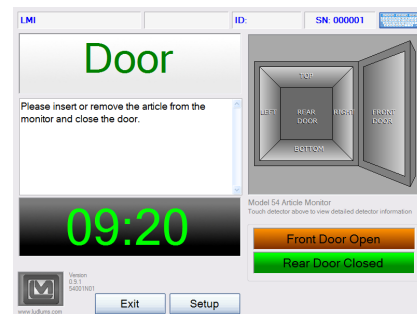 LMI
ID:
SN: 000001
Door
Please insert or remove the article from the
monitor and close the door.
TOP
LEFT
REAR
DOOR
RIGHT
FRONT
DOOR
BOTTOM
Model 54 Article Monitor
Touch detector above to view detailed detector information
09:20
Front Door Open
Rear Door Closed
Version
0.9.1
54001N01
www.ludlums.com
Exit
Setup